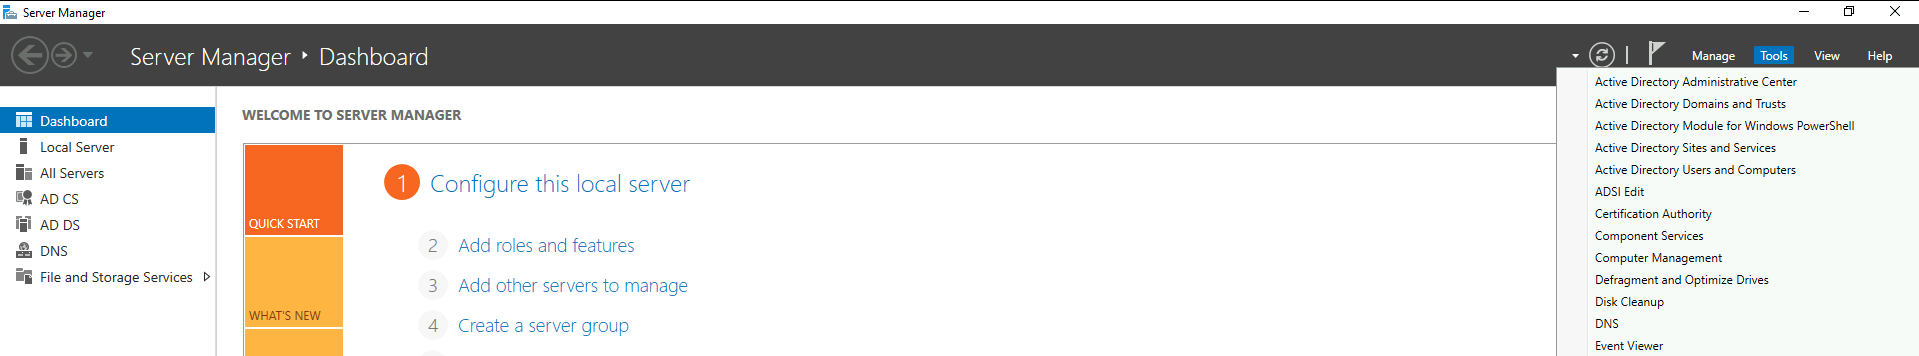 Server Manager
Server Manager ‣ Dashboard
Manage Tools View Help
Dashboard
Local Server
All Servers
AD CS
AD DS
DNS
File and Storage Services
WELCOME TO SERVER MANAGER
QUICK START
WHAT'S NEW
1 Configure this local server
2 Add roles and features
3 Add other servers to manage
4 Create a server group
Active Directory Administrative Center
Active Directory Domains and Trusts
Active Directory Module for Windows PowerShell
Active Directory Sites and Services
Active Directory Users and Computers
ADSI Edit
Certification Authority
Component Services
Computer Management
Defragment and Optimize Drives
Disk Cleanup
DNS
Event Viewer